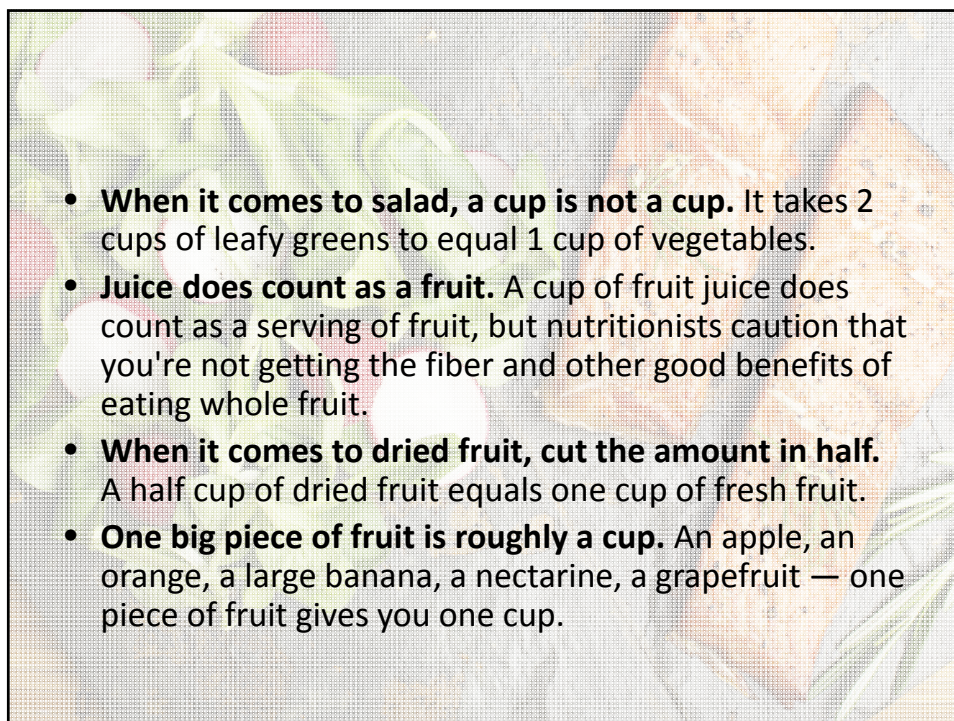 • When it comes to salad, a cup is not a cup. It takes 2
cups of leafy greens to equal 1 cup of vegetables.
• Juice does count as a fruit. A cup of fruit juice does
count as a serving of fruit, but nutritionists caution that
you're not getting the fiber and other good benefits of
eating whole fruit.
• When it comes to dried fruit, cut the amount in half.
A half cup of dried fruit equals one cup of fresh fruit.
• One big piece of fruit is roughly a cup. An apple, an
orange, a large banana, a nectarine, a grapefruit — one
piece of fruit gives you one cup.